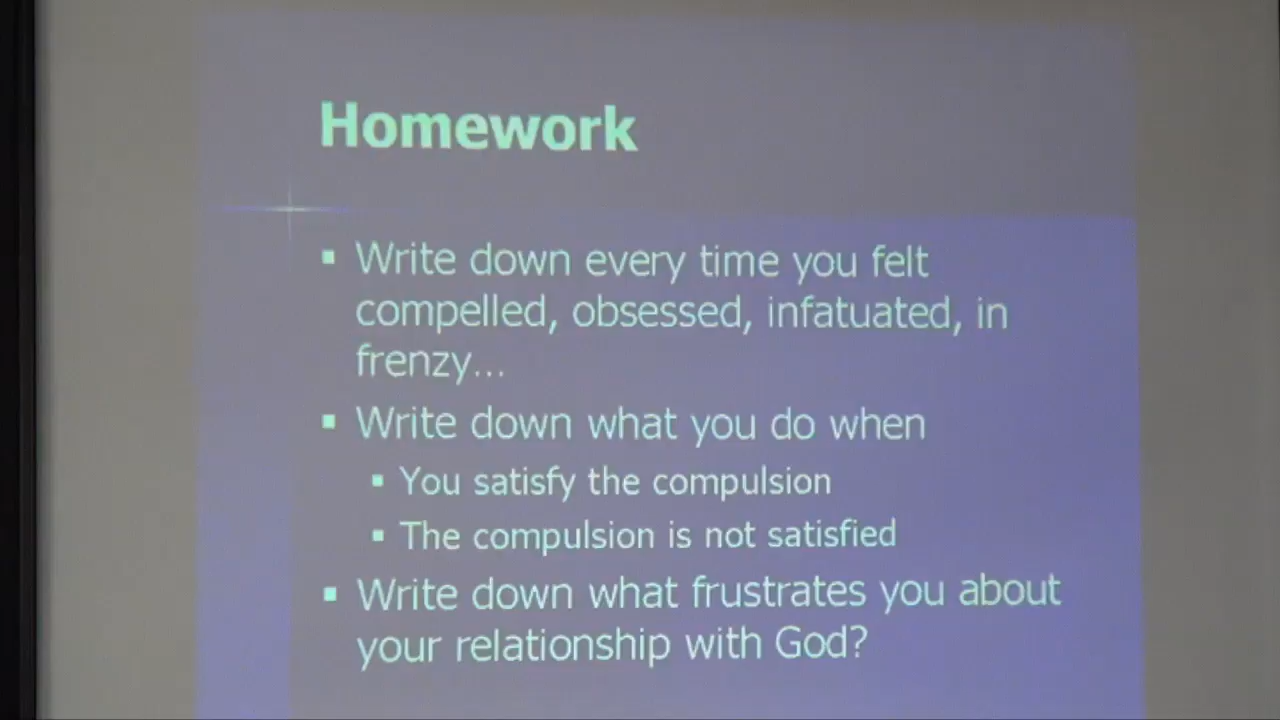 Homework
▪ Write down every time you felt
compelled, obsessed, infatuated, in
frenzy...
▪ Write down what you do when
▪ You satisfy the compulsion
▪ The compulsion is not satisfied
▪ Write down what frustrates you about
your relationship with God?